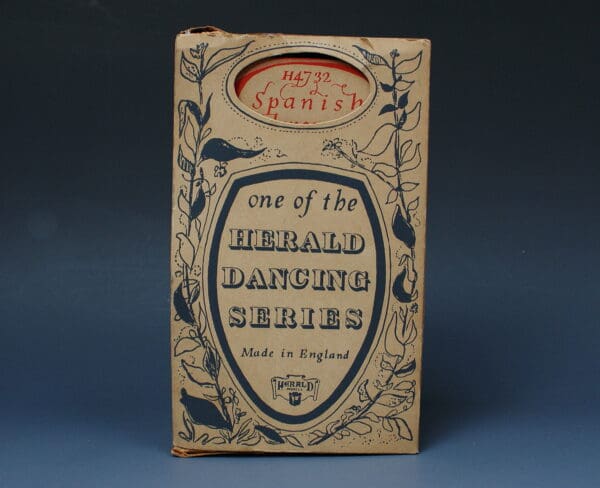 H4732
Spanish
one of the
HERALD
DANCING
SERIES
Made in England
HERALD